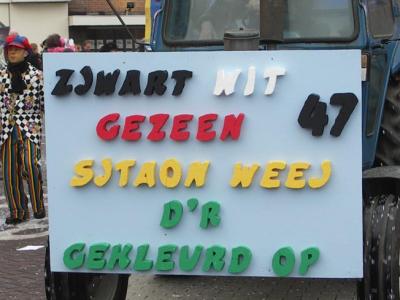 ZJWART WIT
47
GEZEEN
SJTAON WEEJ
D'R
GEKLEURD OP